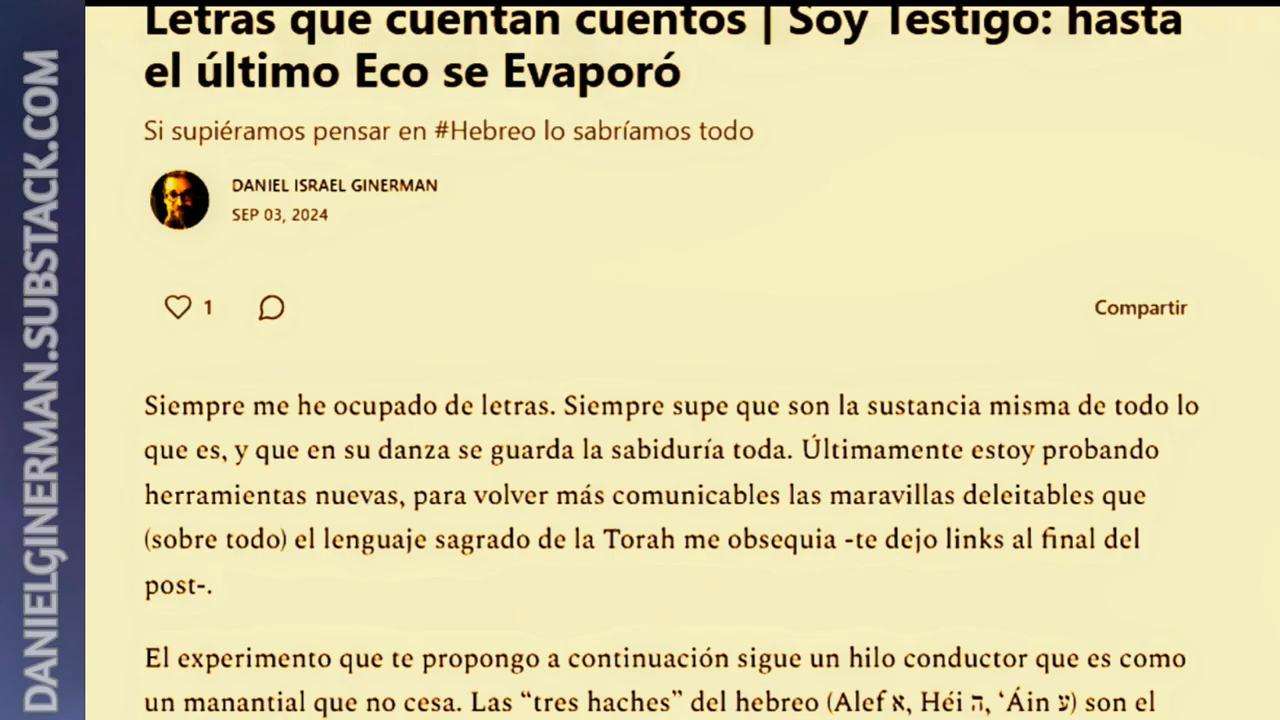 DANIELGINERMAN.SUBSTACK.COM
Letras que cuentan cuentos | Soy Testigo: hasta
el último Eco se Evaporó
Si supiéramos pensar en #Hebreo lo sabríamos todo
DANIEL ISRAEL GINERMAN
SEP 03, 2024
1
Compartir
Siempre me he ocupado de letras. Siempre supe que son la sustancia misma de todo lo
que es, y que en su danza se guarda la sabiduría toda. Últimamente estoy probando
herramientas nuevas, para volver más comunicables las maravillas deleitables que
(sobre todo) el lenguaje sagrado de la Torah me obsequia -te dejo links al final del
post-.
El experimento que te propongo a continuación sigue un hilo conductor que es como
un manantial que no cesa. Las “tres haches” del hebreo (Alef א, Héi ה, ‘Áin ע) son el